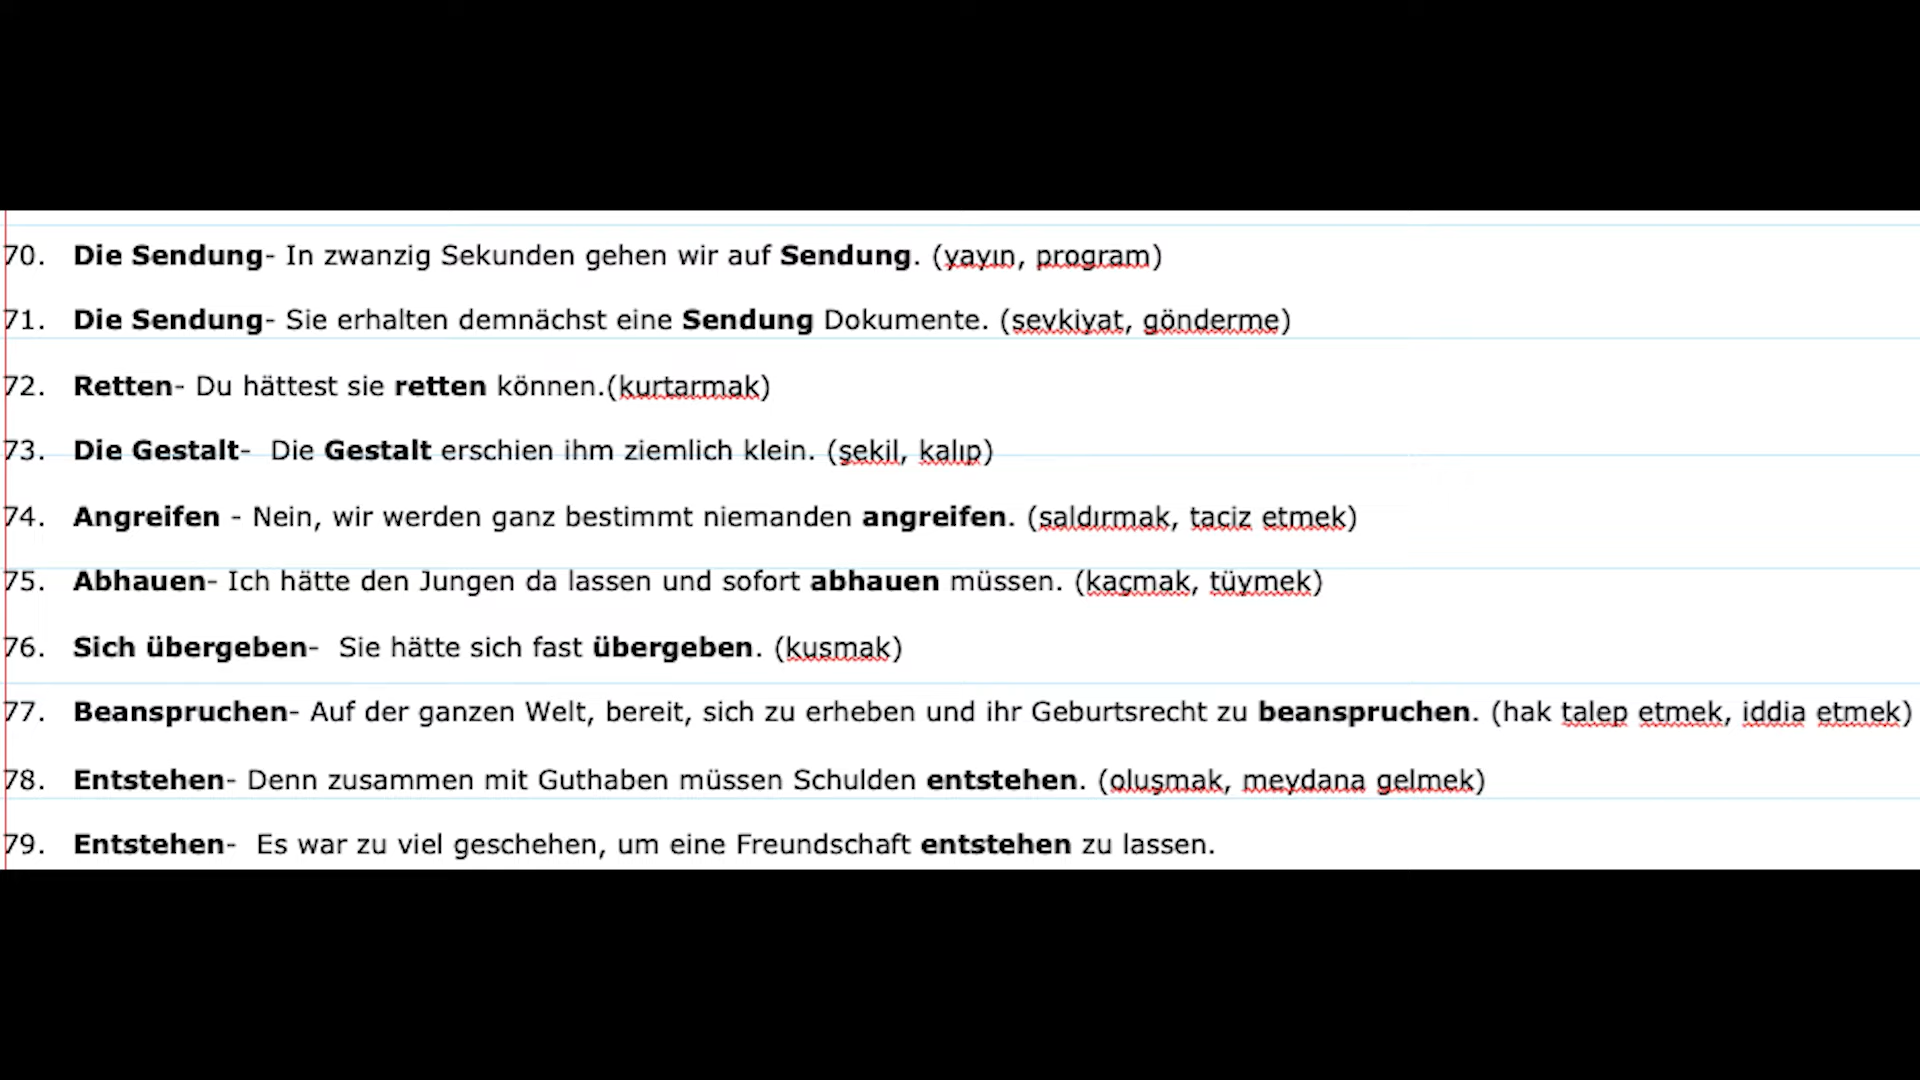 70. Die Sendung- In zwanzig Sekunden gehen wir auf Sendung. (yayın, program)
71. Die Sendung- Sie erhalten demnächst eine Sendung Dokumente. (sevkiyat, gönderme)
72. Retten- Du hättest sie retten können.(kurtarmak)
73. Die Gestalt- Die Gestalt erschien ihm ziemlich klein. (şekil, kalıp)
74. Angreifen - Nein, wir werden ganz bestimmt niemanden angreifen. (saldırmak, taciz etmek)
75. Abhauen- Ich hätte den Jungen da lassen und sofort abhauen müssen. (kaçmak, tüymek)
76. Sich übergeben- Sie hätte sich fast übergeben. (kusmak)
77. Beanspruchen- Auf der ganzen Welt, bereit, sich zu erheben und ihr Geburtsrecht zu beanspruchen. (hak talep etmek, iddia etmek)
78. Entstehen- Denn zusammen mit Guthaben müssen Schulden entstehen. (oluşmak, meydana gelmek)
79. Entstehen- Es war zu viel geschehen, um eine Freundschaft entstehen zu lassen.